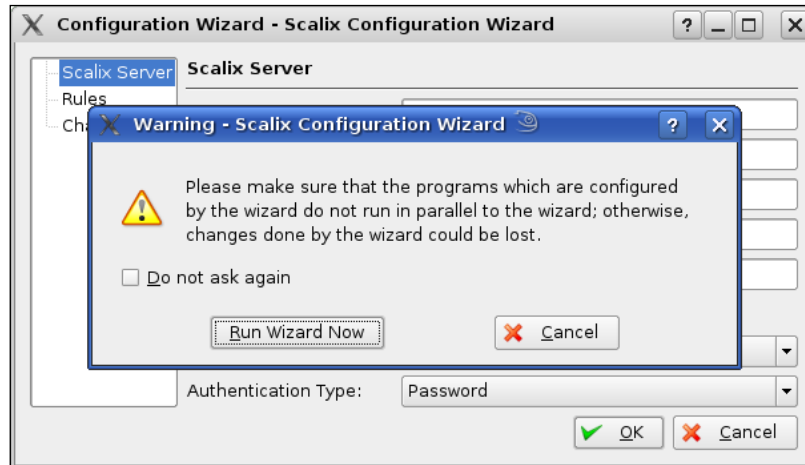 Configuration Wizard - Scalix Configuration Wizard
Scalix Server
Scalix Server
Rules
Warning - Scalix Configuration Wizard
Please make sure that the programs which are configured
by the wizard do not run in parallel to the wizard; otherwise,
changes done by the wizard could be lost.
Do not ask again
Run Wizard Now
Cancel
Authentication Type:
Password
OK
Cancel